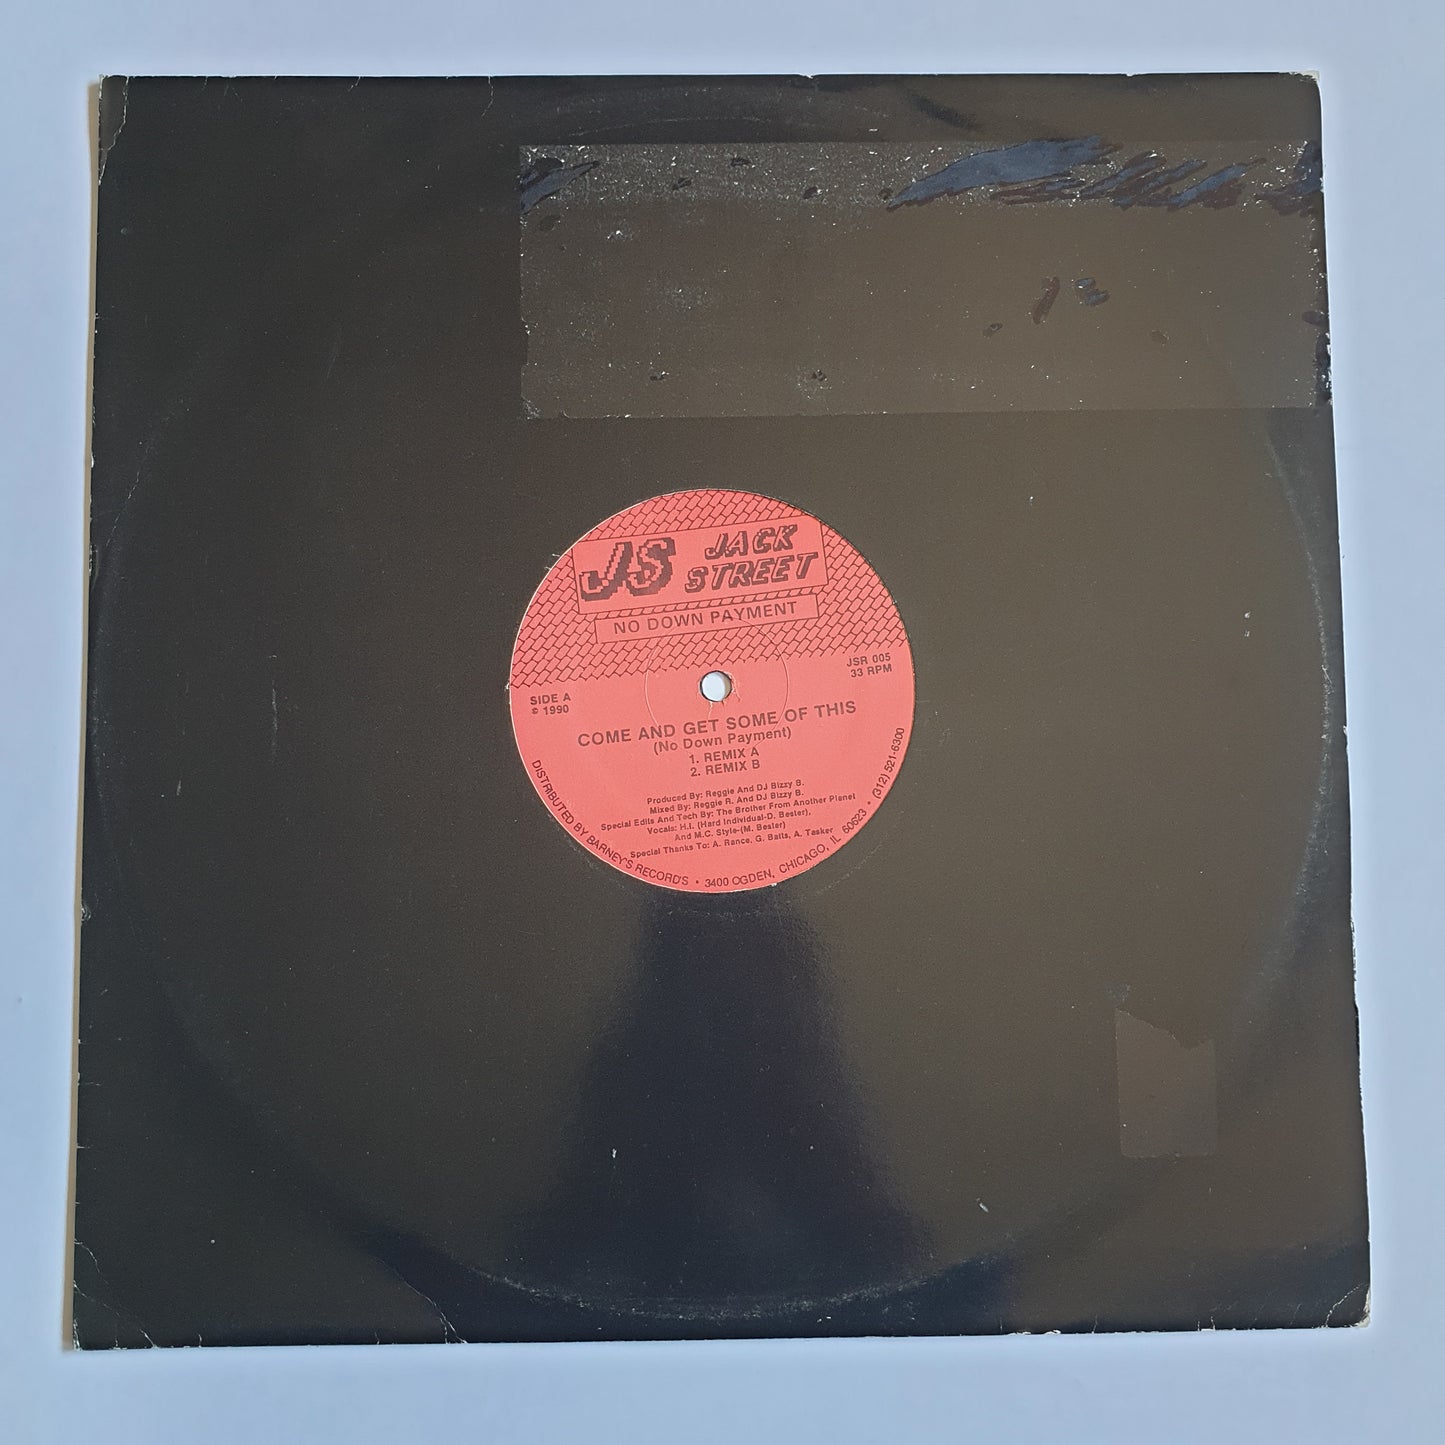 JS JACK
STREET
NO DOWN PAYMENT
JSR 005
33 RPM
SIDE A
© 1990
COME AND GET SOME OF THIS
(No Down Payment)
1. REMIX A
2. REMIX B
Produced By: Reggie And DJ Bizzy B.
Mixed By: Reggie R. And DJ Bizzy B.
Special Edits And Tech By: The Brother From Another Planet
Vocals: H.I. (Hard Individual-D. Bester),
And M.C. Style-(M. Bester)
Special Thanks To: A. Rance, G. Baits, A. Tasker
DISTRIBUTED BY BARNEY'S RECORDS • 3400 OGDEN, CHICAGO, IL 60623 • (312) 521-6300